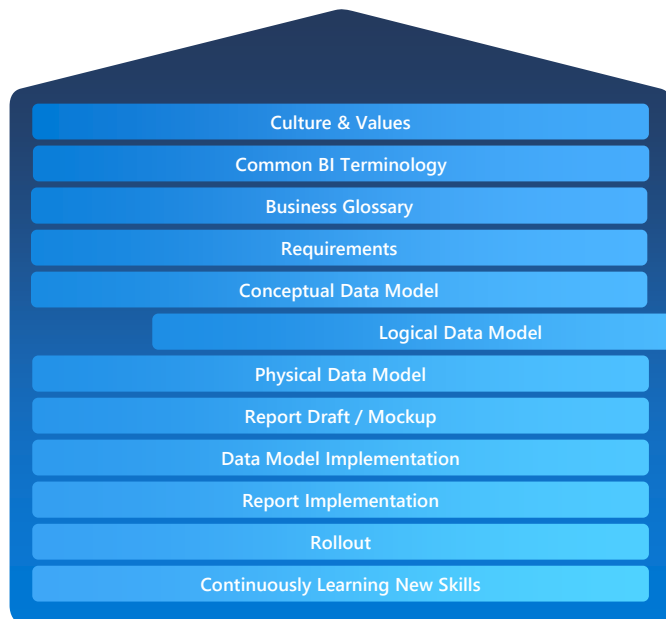 Culture & Values
Common BI Terminology
Business Glossary
Requirements
Conceptual Data Model
Logical Data Model
Physical Data Model
Report Draft / Mockup
Data Model Implementation
Report Implementation
Rollout
Continuously Learning New Skills